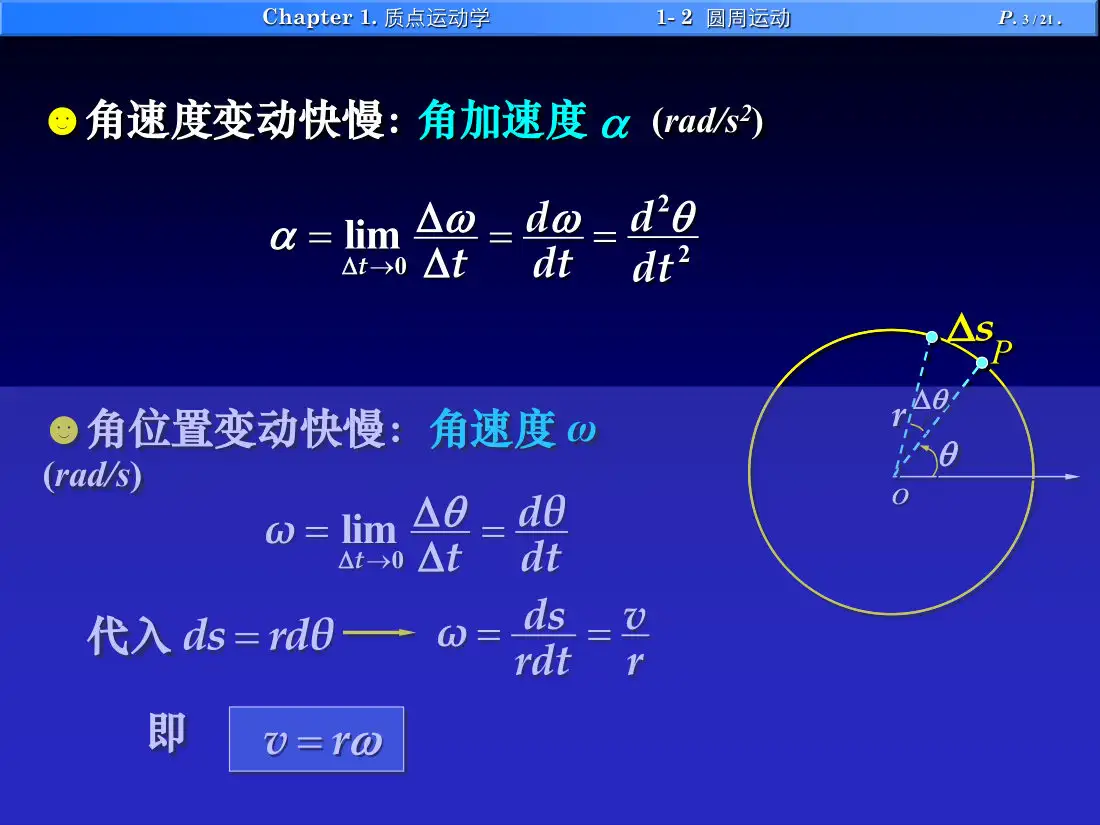 Chapter 1. 质点运动学 1- 2 圆周运动 P. 3 / 21 .
角速度变动快慢: 角加速度 α (rad/s²)
α = lim_{Δt→0} Δω/Δt = dω/dt = d²θ/dt²
Δs
P
r Δθ
θ
o
角位置变动快慢: 角速度 ω
(rad/s)
ω = lim_{Δt→0} Δθ/Δt = dθ/dt
代入 ds = rdθ → ω = ds/rdt = v/r
即 v = rω